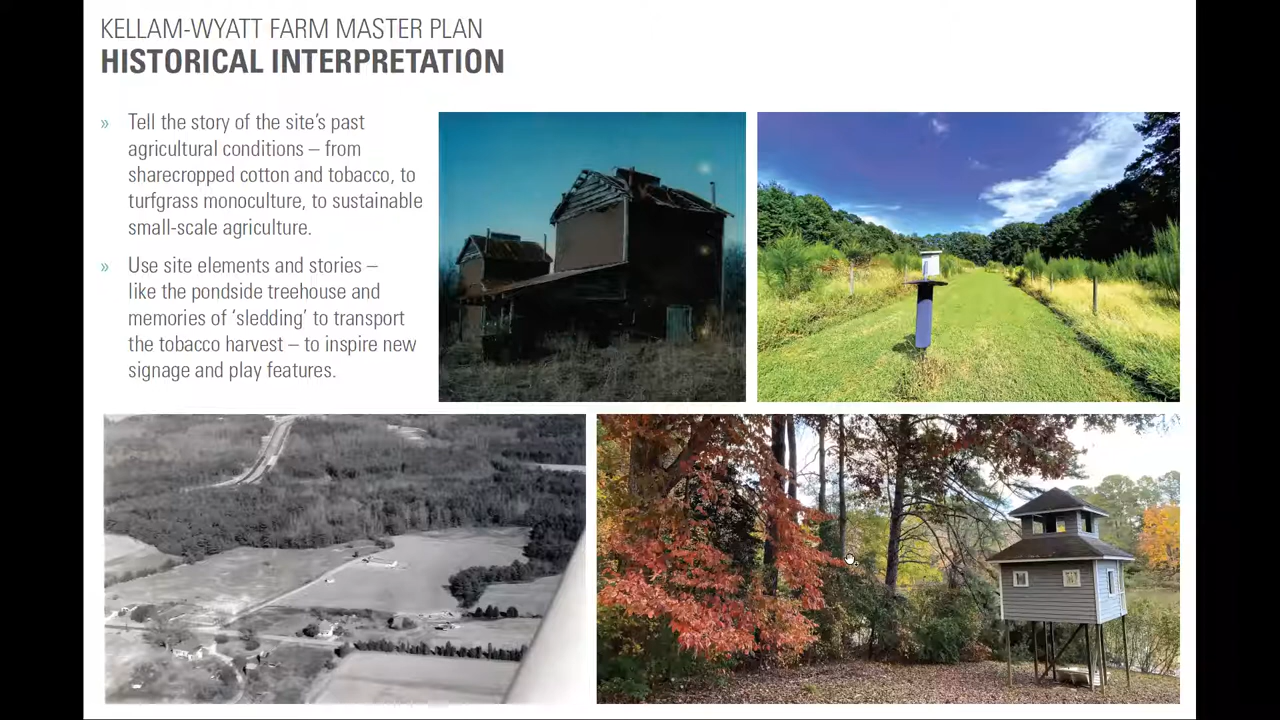 KELLAM-WYATT FARM MASTER PLAN
HISTORICAL INTERPRETATION
» Tell the story of the site’s past
agricultural conditions – from
sharecropped cotton and tobacco, to
turfgrass monoculture, to sustainable
small-scale agriculture.
» Use site elements and stories –
like the pondside treehouse and
memories of ‘sledding’ to transport
the tobacco harvest – to inspire new
signage and play features.